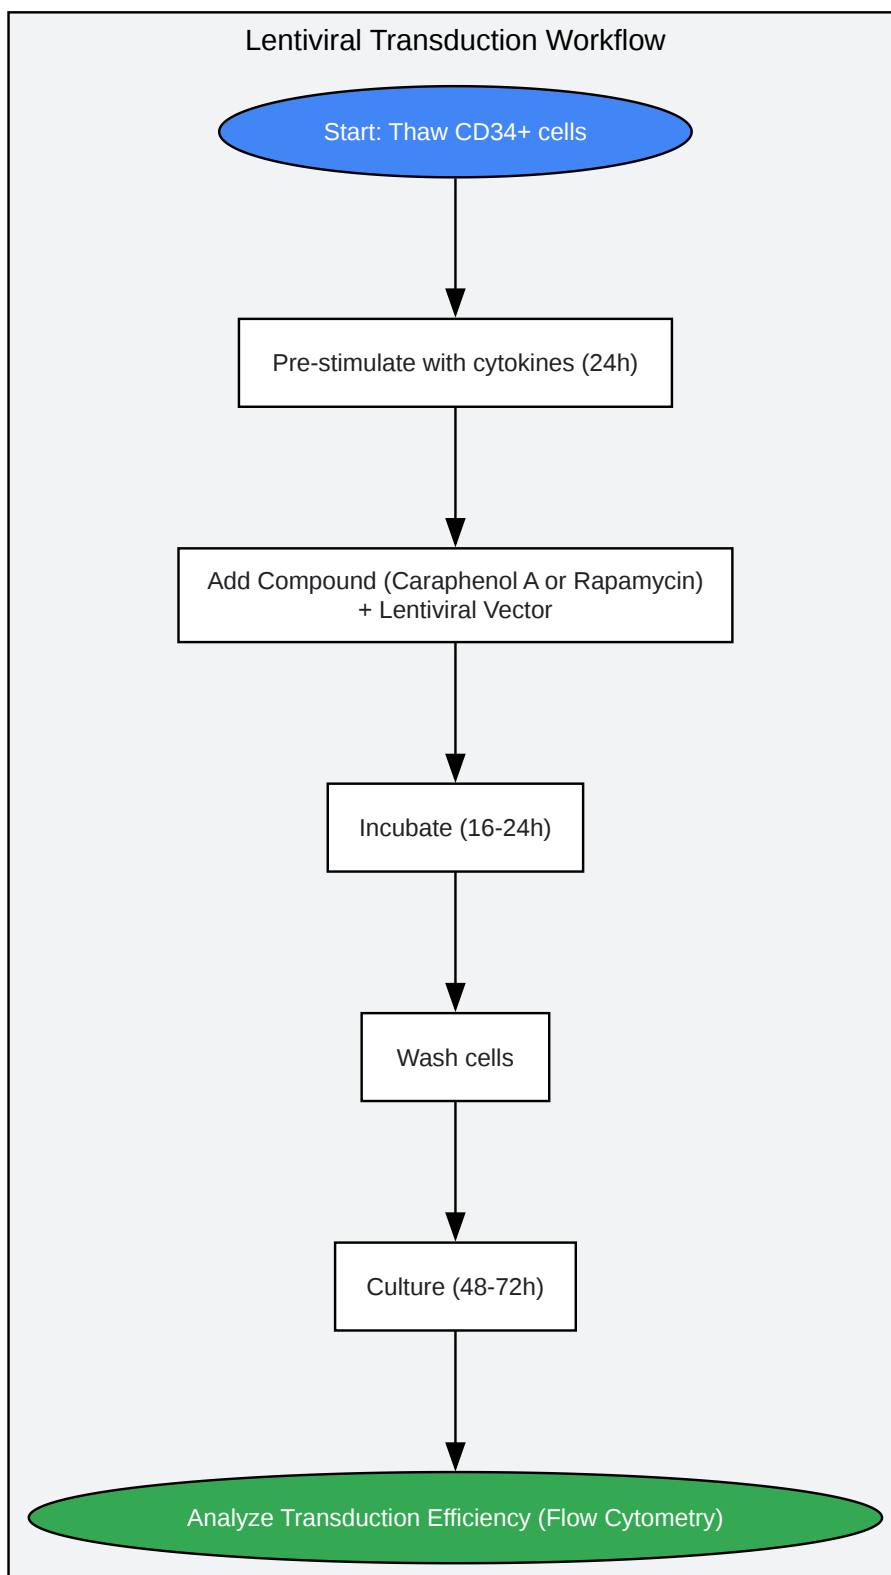 Lentiviral Transduction Workflow
Start: Thaw CD34+ cells
Pre-stimulate with cytokines (24h)
Add Compound (Caraphenol A or Rapamycin)
+ Lentiviral Vector
Incubate (16-24h)
Wash cells
Culture (48-72h)
Analyze Transduction Efficiency (Flow Cytometry)